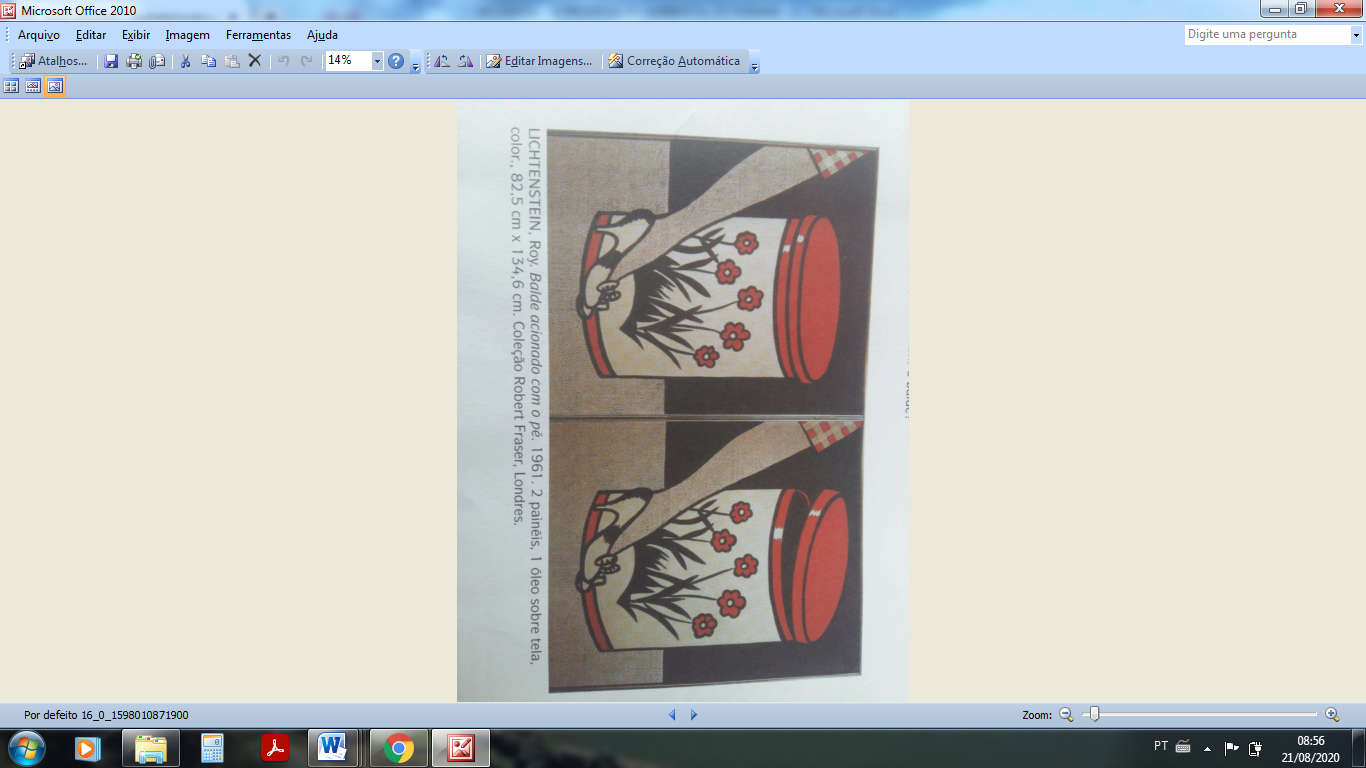 Microsoft Office 2010
Arquivo Editar Exibir Imagem Ferramentas Ajuda
Digite uma pergunta
Atalhos... 14% Editar Imagens... Correção Automática
LICHTENSTEIN, Roy. Balde acionado com o pé. 1961. 2 painéis, 1 óleo sobre tela,
color., 82,5 cm x 134,6 cm. Coleção Robert Fraser, Londres.
Por defeito 16_0_1598010871900
Zoom:
PT
08:56
21/08/2020